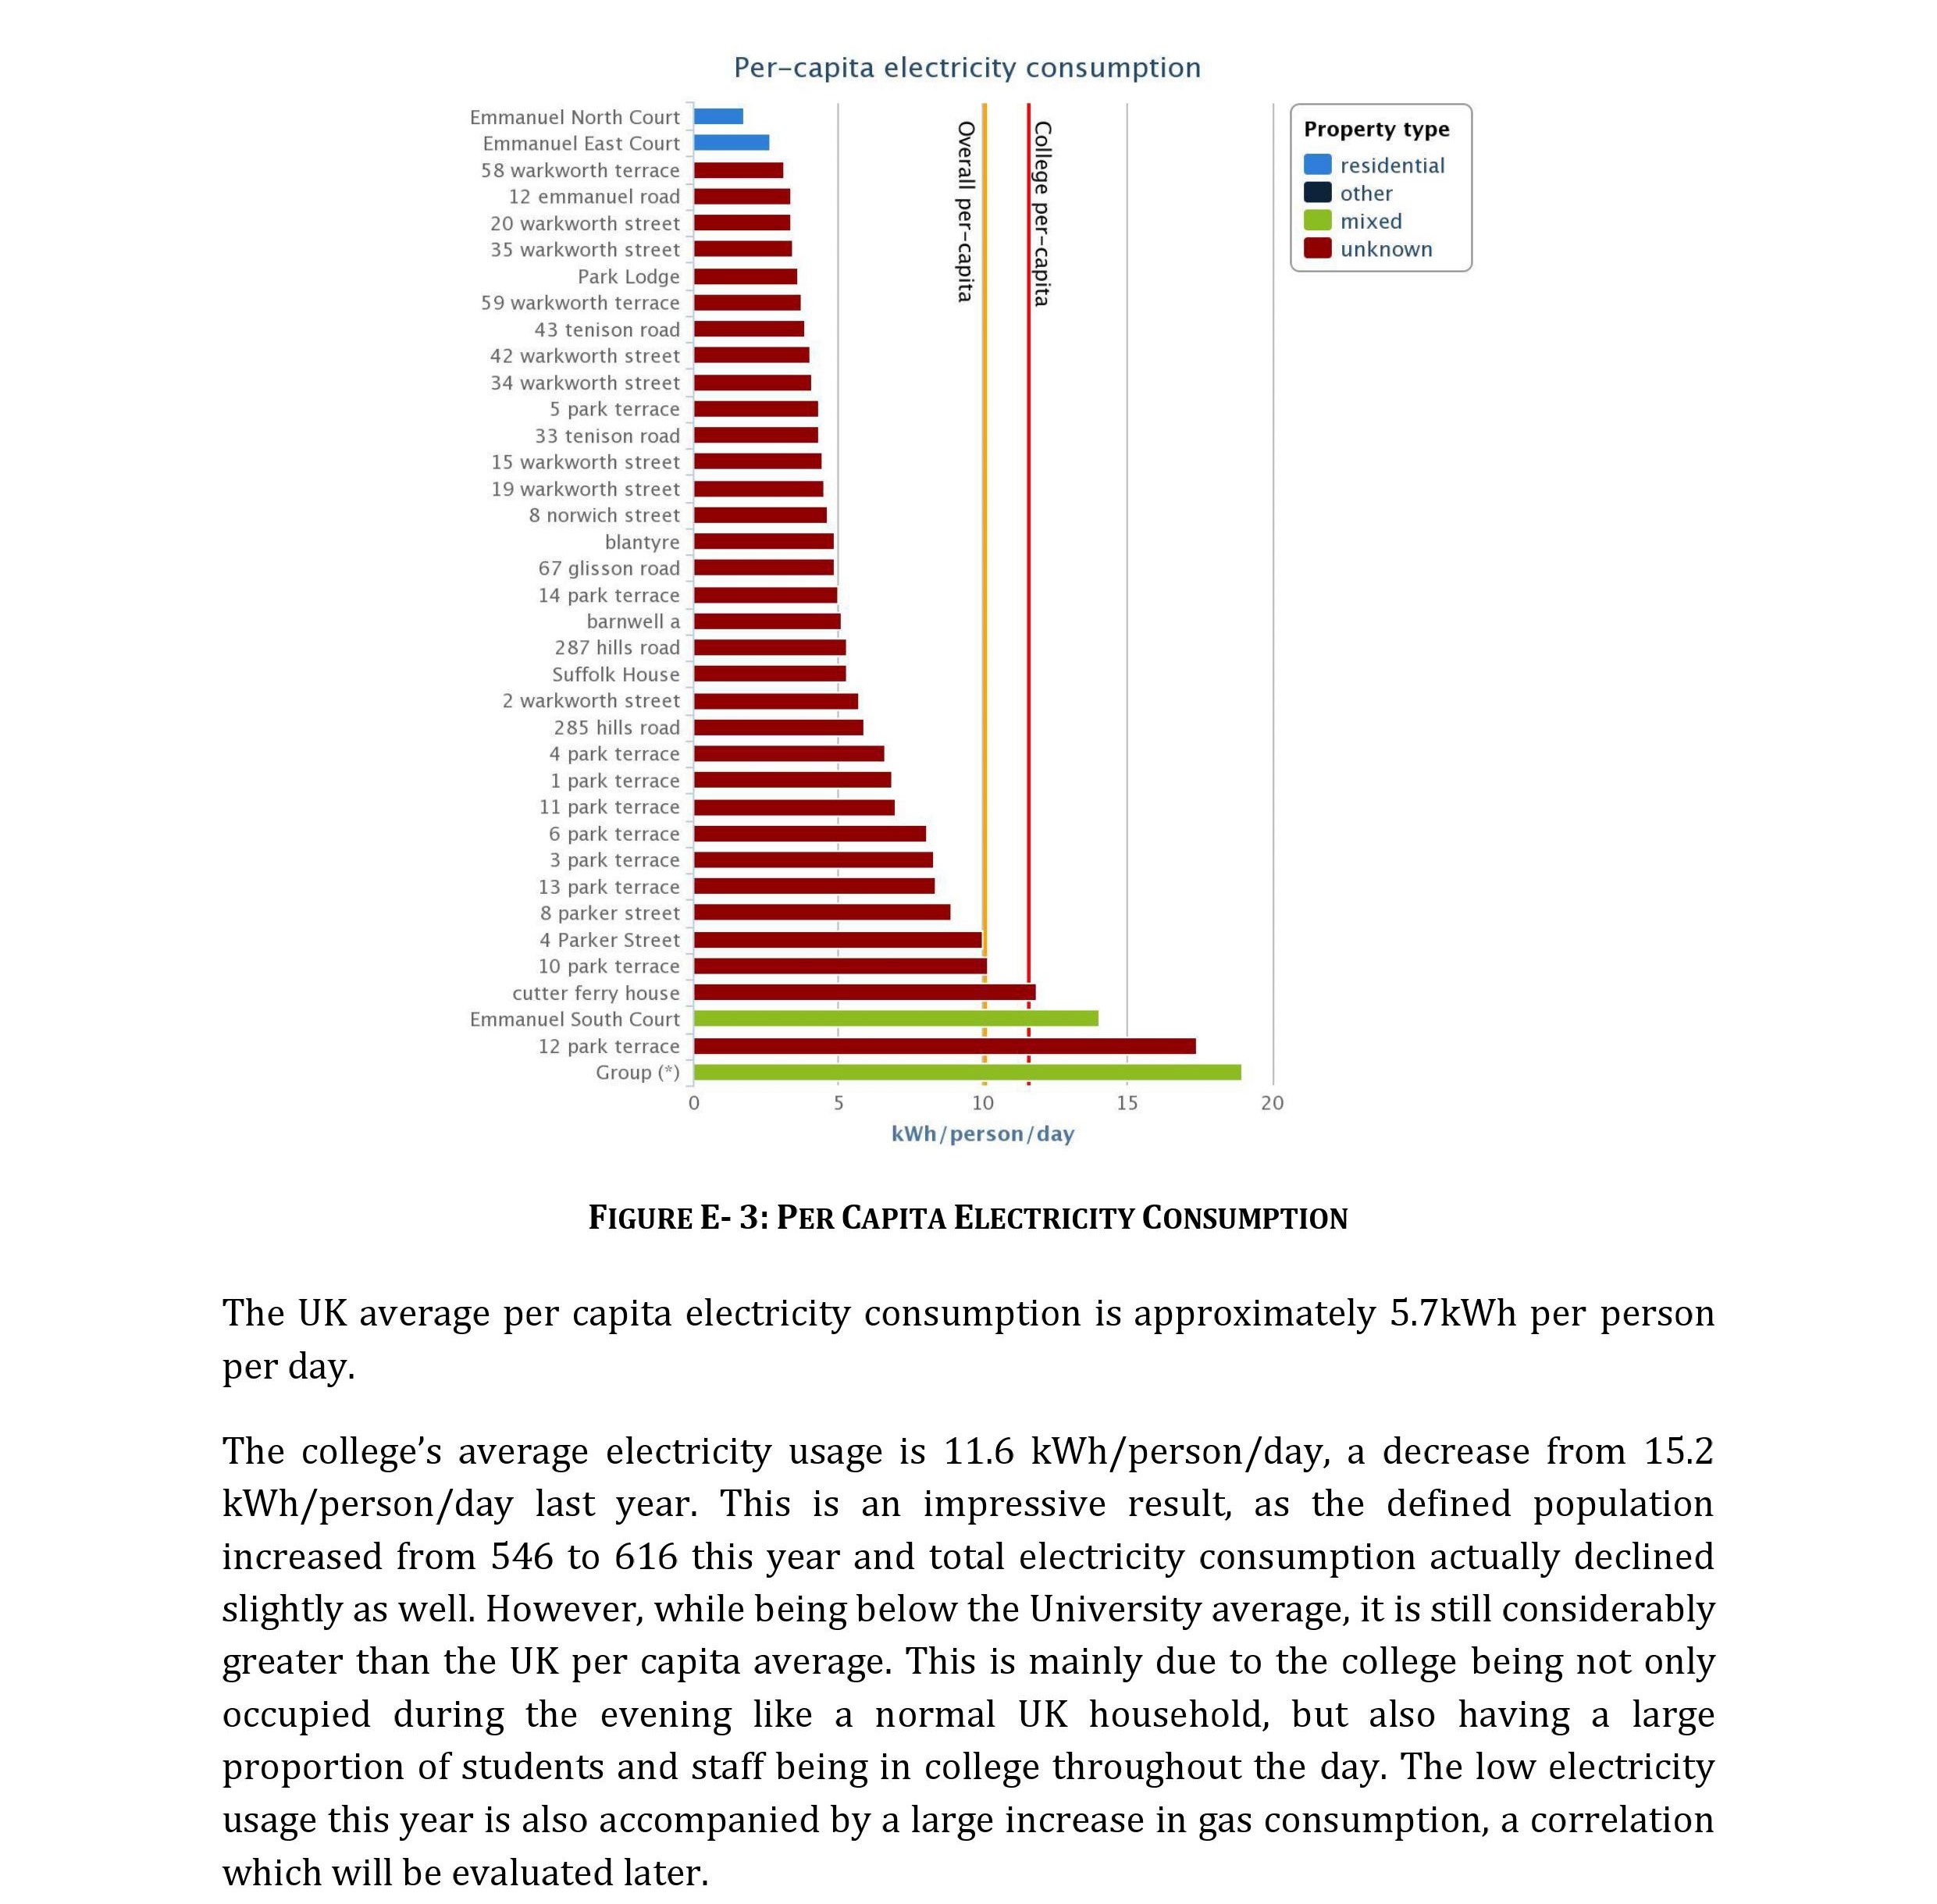 Per-capita electricity consumption
Emmanuel North Court
Emmanuel East Court
58 warkworth terrace
12 emmanuel road
20 warkworth street
35 warkworth street
Park Lodge
59 warkworth terrace
43 tenison road
42 warkworth street
34 warkworth street
5 park terrace
33 tenison road
15 warkworth street
19 warkworth street
8 norwich street
blantyre
67 glisson road
14 park terrace
barnwell a
287 hills road
Suffolk House
2 warkworth street
285 hills road
4 park terrace
1 park terrace
11 park terrace
6 park terrace
3 park terrace
13 park terrace
8 parker street
4 Parker Street
10 park terrace
cutter ferry house
Emmanuel South Court
12 park terrace
Group (*)
Overall per-capita
College per-capita
Property type
residential
other
mixed
unknown
0 5 10 15 20
kWh/person/day
FIGURE E- 3: PER CAPITA ELECTRICITY CONSUMPTION
The UK average per capita electricity consumption is approximately 5.7kWh per person
per day.
The college’s average electricity usage is 11.6 kWh/person/day, a decrease from 15.2
kWh/person/day last year. This is an impressive result, as the defined population
increased from 546 to 616 this year and total electricity consumption actually declined
slightly as well. However, while being below the University average, it is still considerably
greater than the UK per capita average. This is mainly due to the college being not only
occupied during the evening like a normal UK household, but also having a large
proportion of students and staff being in college throughout the day. The low electricity
usage this year is also accompanied by a large increase in gas consumption, a correlation
which will be evaluated later.